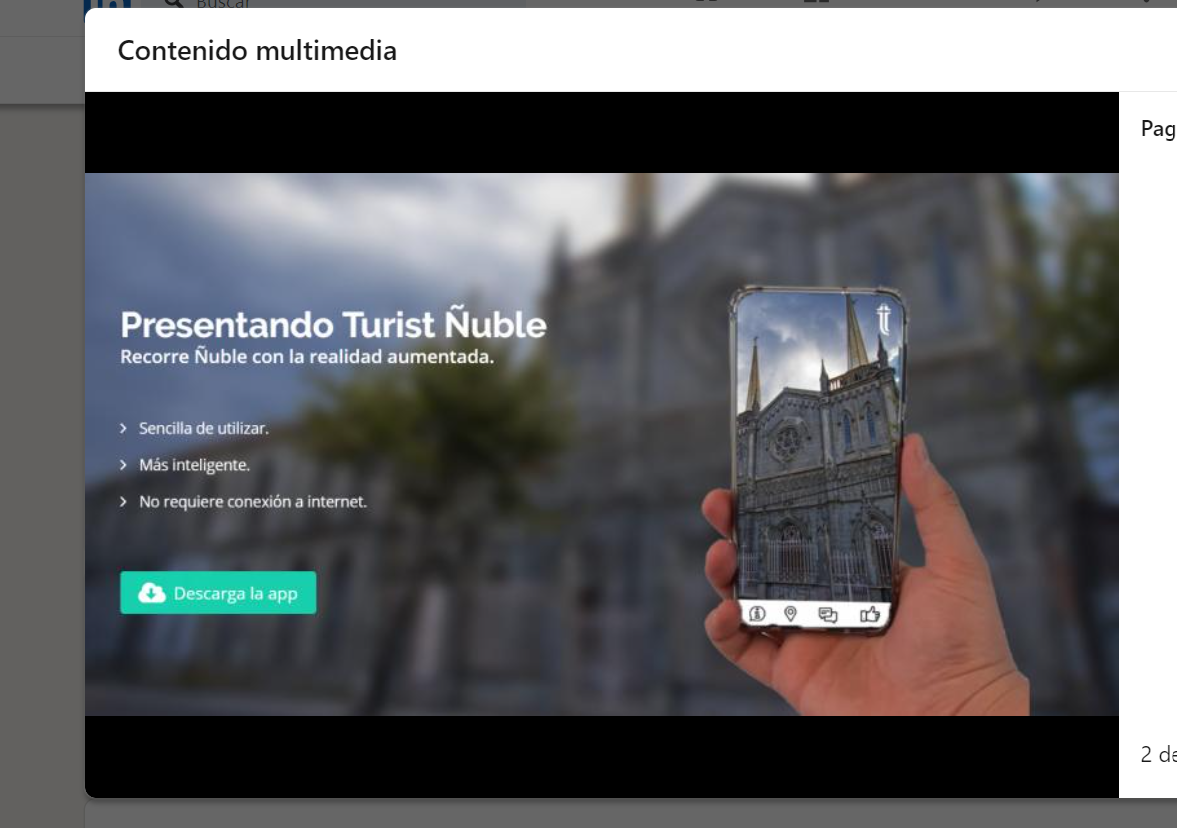 Buscar
Contenido multimedia
Pag
Presentando Turist Ñuble
Recorre Ñuble con la realidad aumentada.
Sencilla de utilizar.
Más inteligente.
No requiere conexión a internet.
Descarga la app
2 de